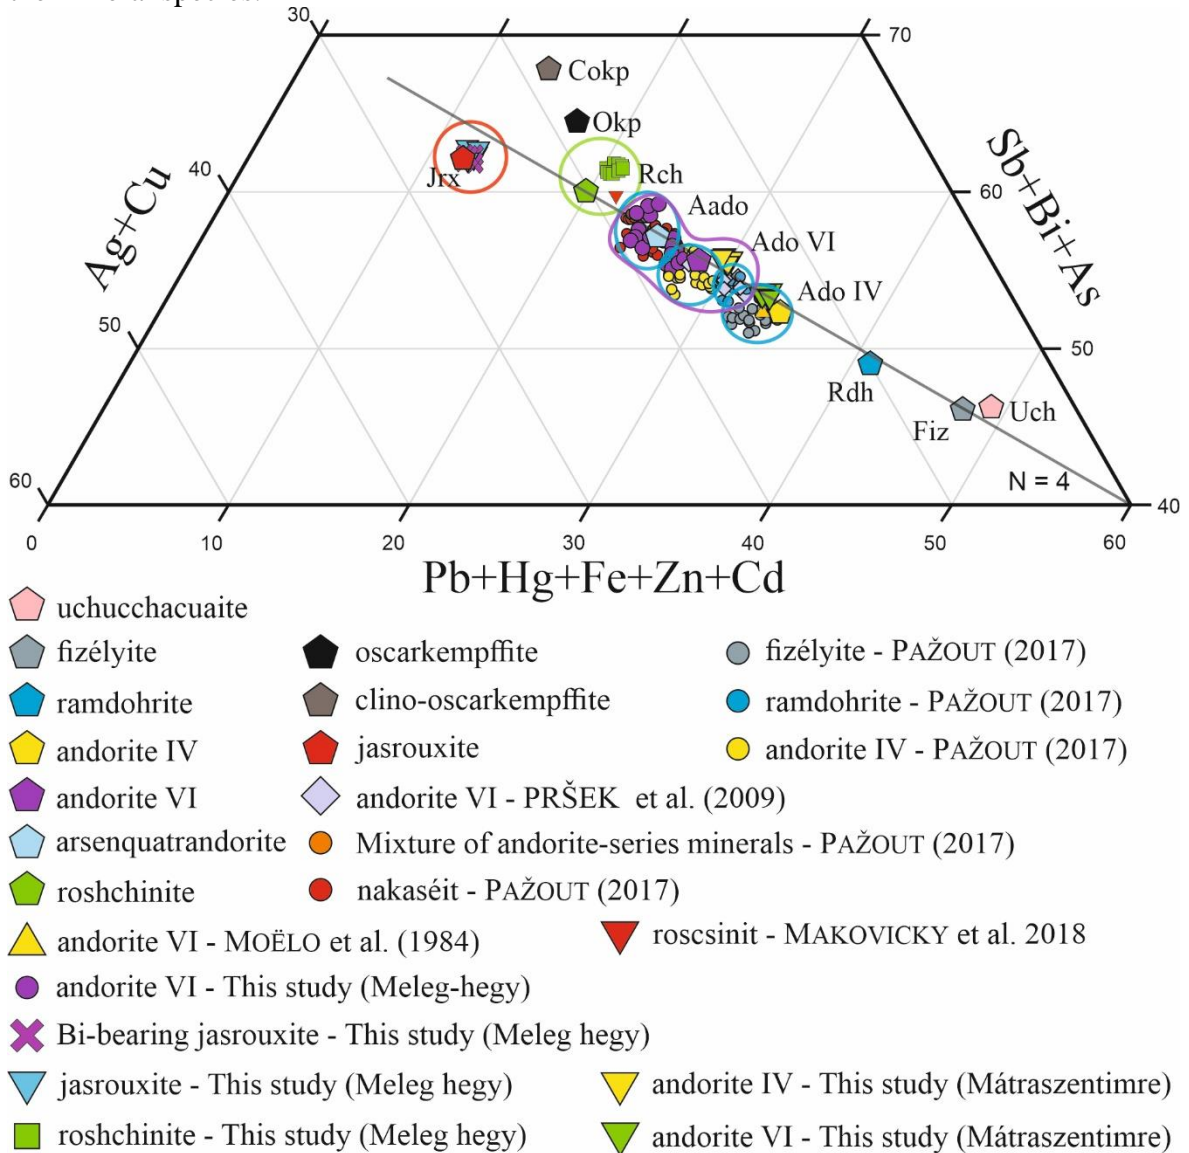 30
70
Cokp
Okp
Sb+Bi+As
Ag+Cu
40
Jrx
Rch
60
Aado
Ado VI
Ado IV
50
50
Rdh
Fiz
Uch
60
N = 4
40
0
10
20
30
40
50
60
Pb+Hg+Fe+Zn+Cd
uchucchacuaite
fizélyite
oscarkempffite
fizélyite - PAŽOUT (2017)
ramdohrite
clino-oscarkempffite
ramdohrite - PAŽOUT (2017)
andorite IV
jasrouxite
andorite IV - PAŽOUT (2017)
andorite VI
andorite VI - PRŠEK et al. (2009)
arsenquatrandorite
Mixture of andorite-series minerals - PAŽOUT (2017)
roshchinite
nakaséit - PAŽOUT (2017)
andorite VI - MOËLO et al. (1984)
roscsinit - MAKOVICKY et al. 2018
andorite VI - This study (Meleg-hegy)
Bi-bearing jasrouxite - This study (Meleg hegy)
jasrouxite - This study (Meleg hegy)
andorite IV - This study (Mátraszentimre)
roshchinite - This study (Meleg hegy)
andorite VI - This study (Mátraszentimre)